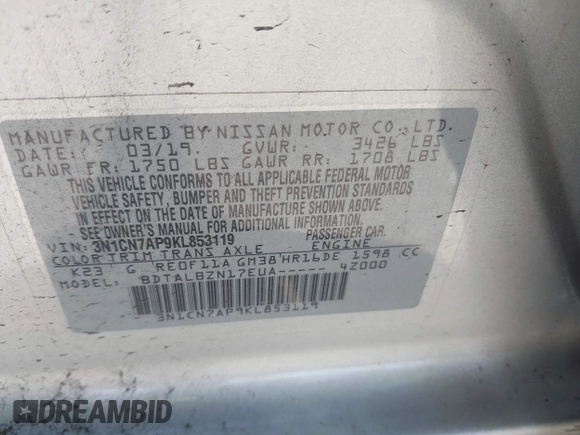 MANUFACTURED BY NISSAN MOTOR CO., LTD.
DATE: 03/19 GVWR: 3426 LBS
GAWR FR: 1750 LBS GAWR RR: 1708 LBS
THIS VEHICLE CONFORMS TO ALL APPLICABLE FEDERAL MOTOR
VEHICLE SAFETY, BUMPER, AND THEFT PREVENTION STANDARDS
IN EFFECT ON THE DATE OF MANUFACTURE SHOWN ABOVE.
- SEE OWNER'S MANUAL FOR ADDITIONAL INFORMATION.
VIN: 3N1CN7AP9KL853119 PASSENGER CAR
COLOR TRIM TRANS AXLE ENGINE
K23 G RE0F11A GM38 HR16DE 1598 CC
MODEL: BDTALBZN17EUA----- 4Z000
3N1CN7AP9KL853119
DREAMBID